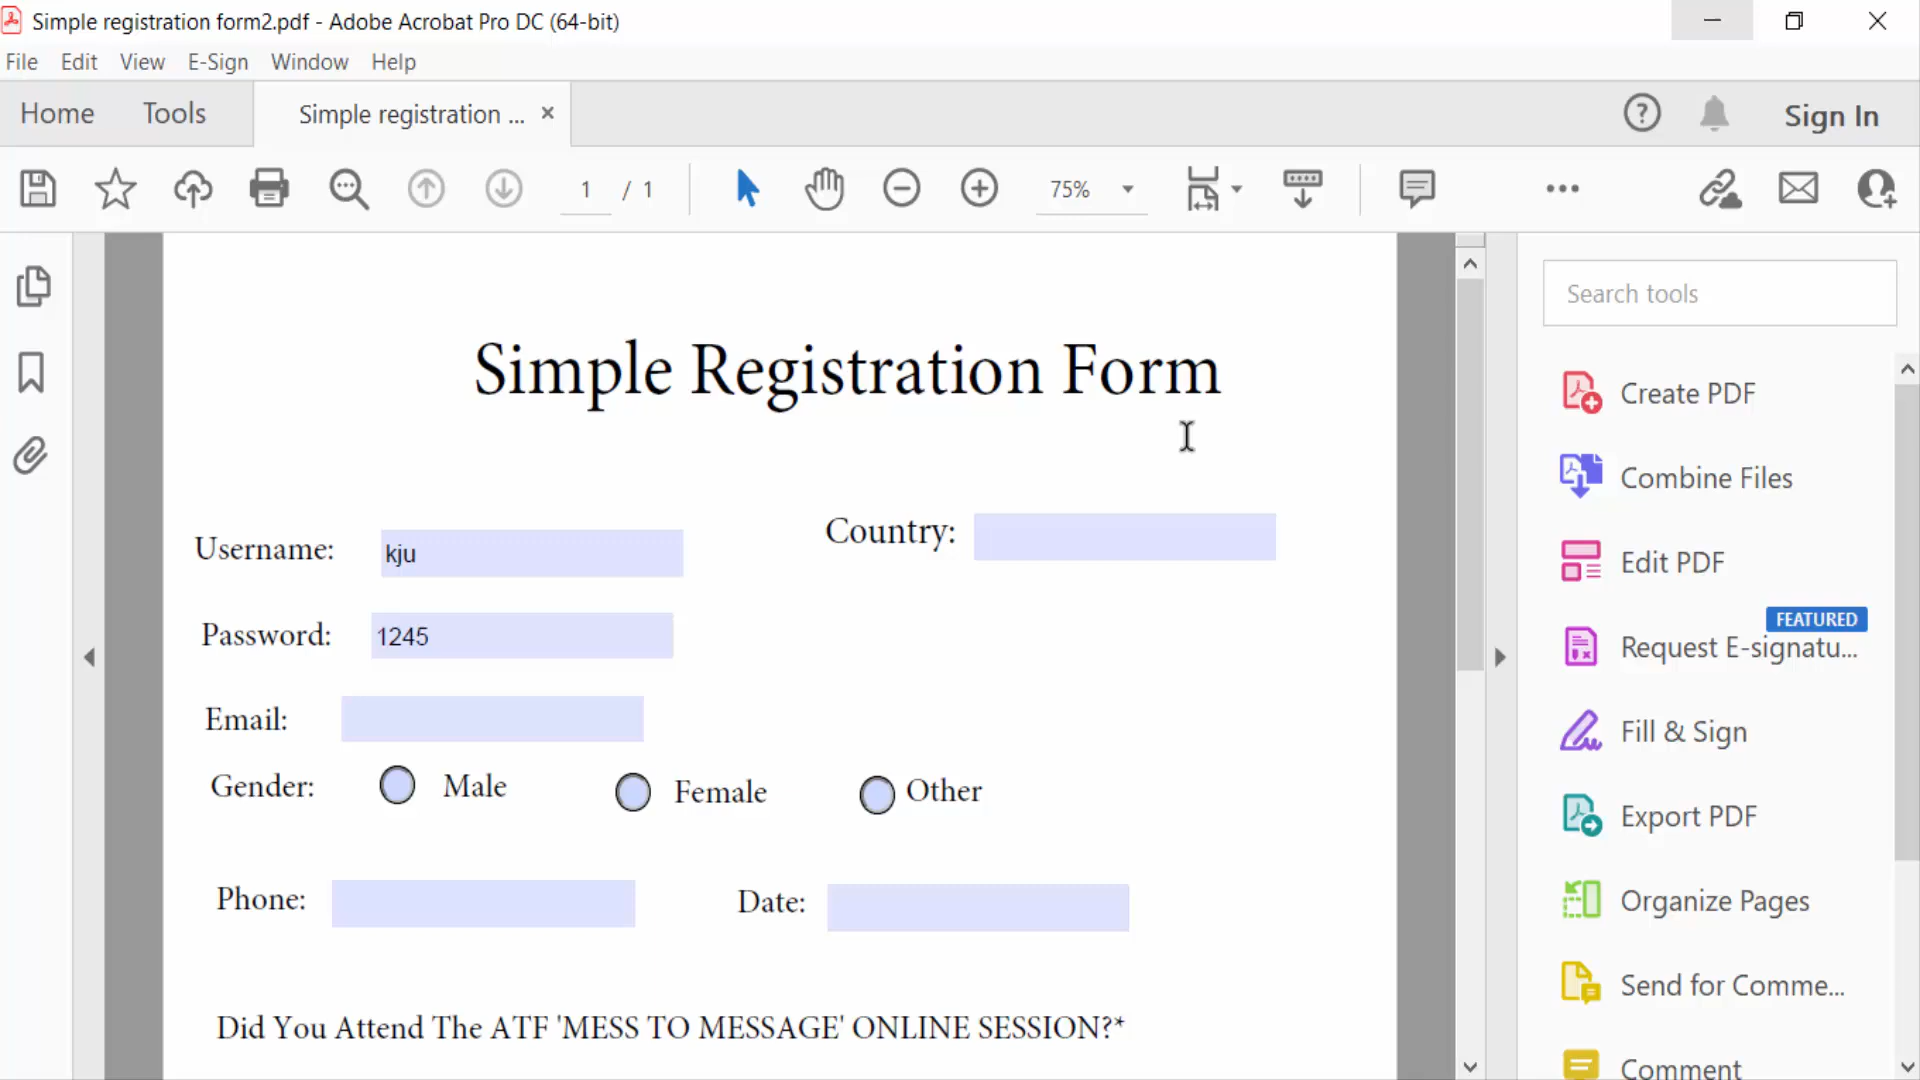 Simple registration form2.pdf - Adobe Acrobat Pro DC (64-bit)
File Edit View E-Sign Window Help
Home Tools Simple registration ... Sign In
1 / 1 75%
Search tools
Simple Registration Form
Create PDF
Combine Files
Username: kju Country:
Edit PDF
FEATURED
Password: 1245
Request E-signatu...
Email:
Fill & Sign
Gender: Male Female Other
Export PDF
Phone: Date:
Organize Pages
Send for Comme...
Did You Attend The ATF 'MESS TO MESSAGE' ONLINE SESSION?*
Comment